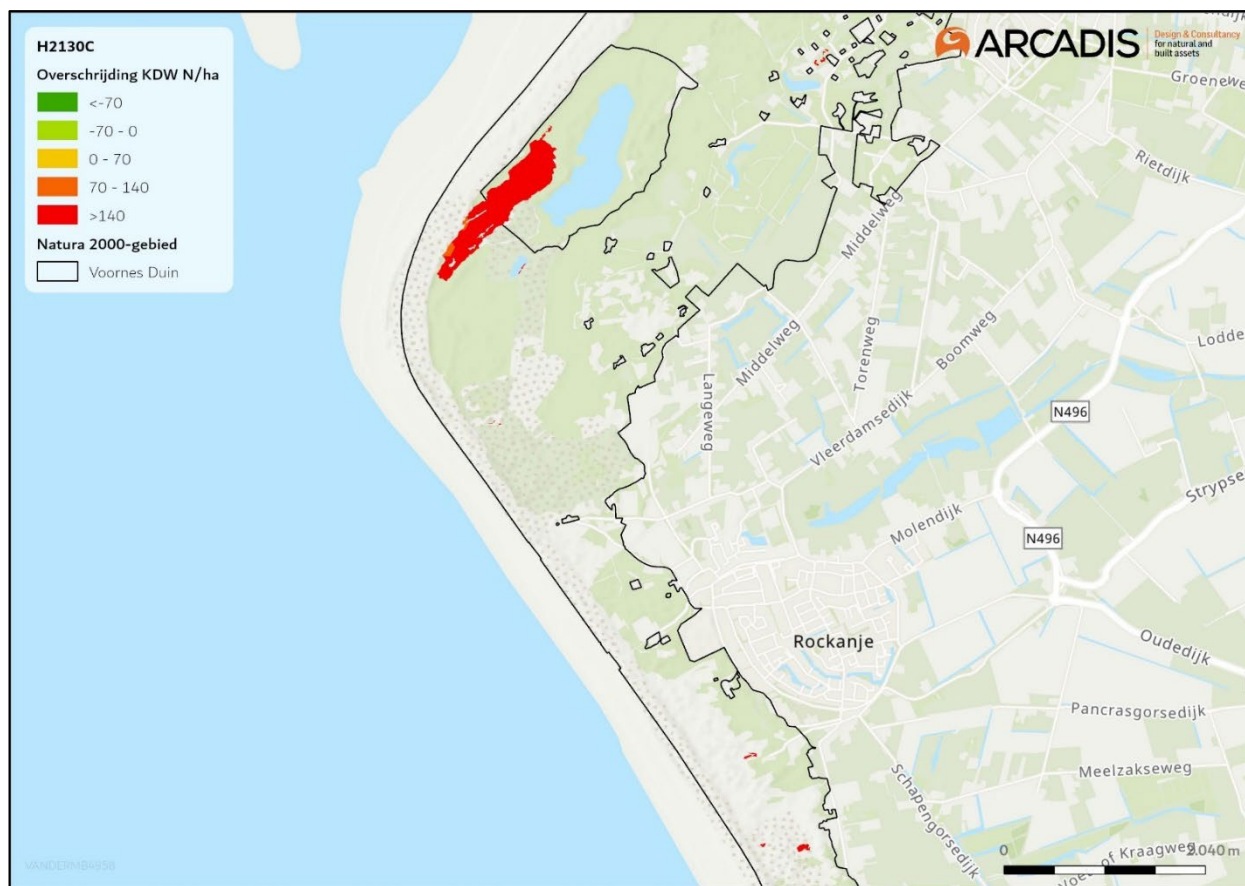 H2130C
Overschrijding KDW N/ha
<-70
-70 - 0
0 - 70
70 - 140
>140
Natura 2000-gebied
Voornes Duin
ARCADIS
Design & Consultancy
for natural and
built assets
Groenewe
Rietdijk
Middelweg
Lodde
Middelweg
Torenweg
Boomweg
Langeweg
N496
Vleerdamsedijk
Strypse
Molendijk
N496
Rockanje
Oudedijk
Pancrasgorsedijk
Meelzakseweg
Schapengorsedijk
of Kraagweg
0
2.040 m